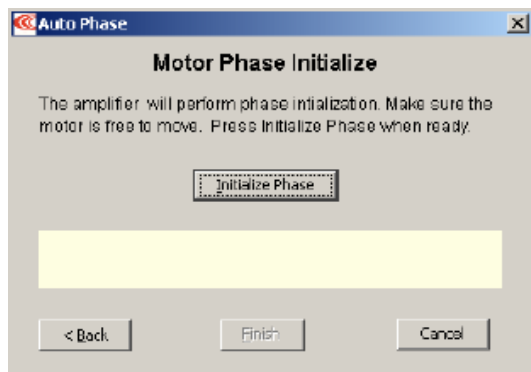 Auto Phase
Motor Phase Initialize
The amplifier will perform phase intialization. Make sure the
motor is free to move. Press Initialize Phase when ready.
Initialize Phase
< Back Finish Cancel